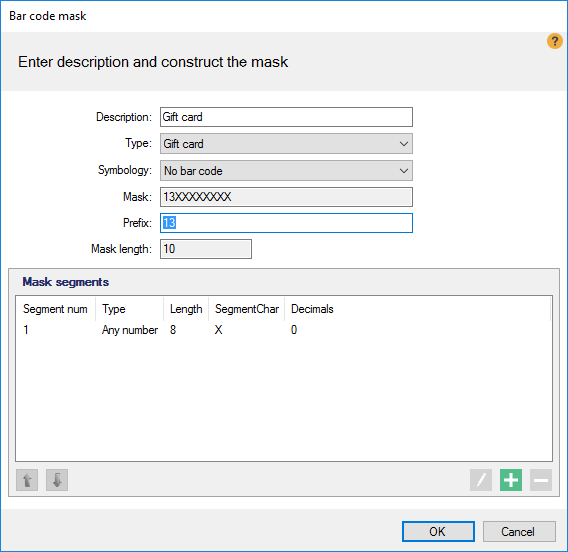 Bar code mask
?
Enter description and construct the mask
Description: Gift card
Type: Gift card
Symbology: No bar code
Mask: 13XXXXXXXX
Prefix: 13
Mask length: 10
Mask segments
Segment num Type Length SegmentChar Decimals
1 Any number 8 X 0
OK Cancel